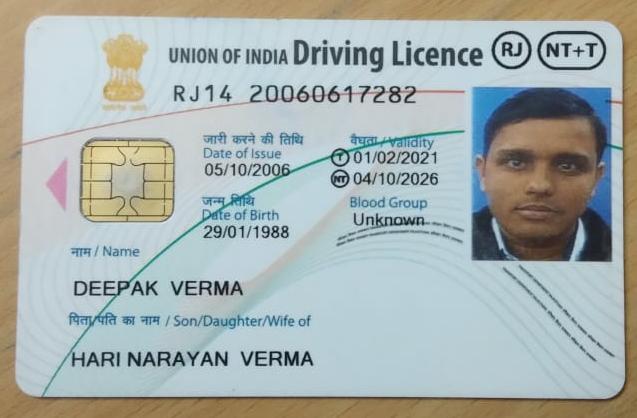 UNION OF INDIA Driving Licence RJ NT+T
RJ14 20060617282
जारी करने की तिथि
Date of Issue
05/10/2006
वैधता / Validity
T 01/02/2021
NT 04/10/2026
जन्म तिथि
Date of Birth
29/01/1988
Blood Group
Unknown
नाम / Name
DEEPAK VERMA
पिता/पति का नाम / Son/Daughter/Wife of
HARI NARAYAN VERMA